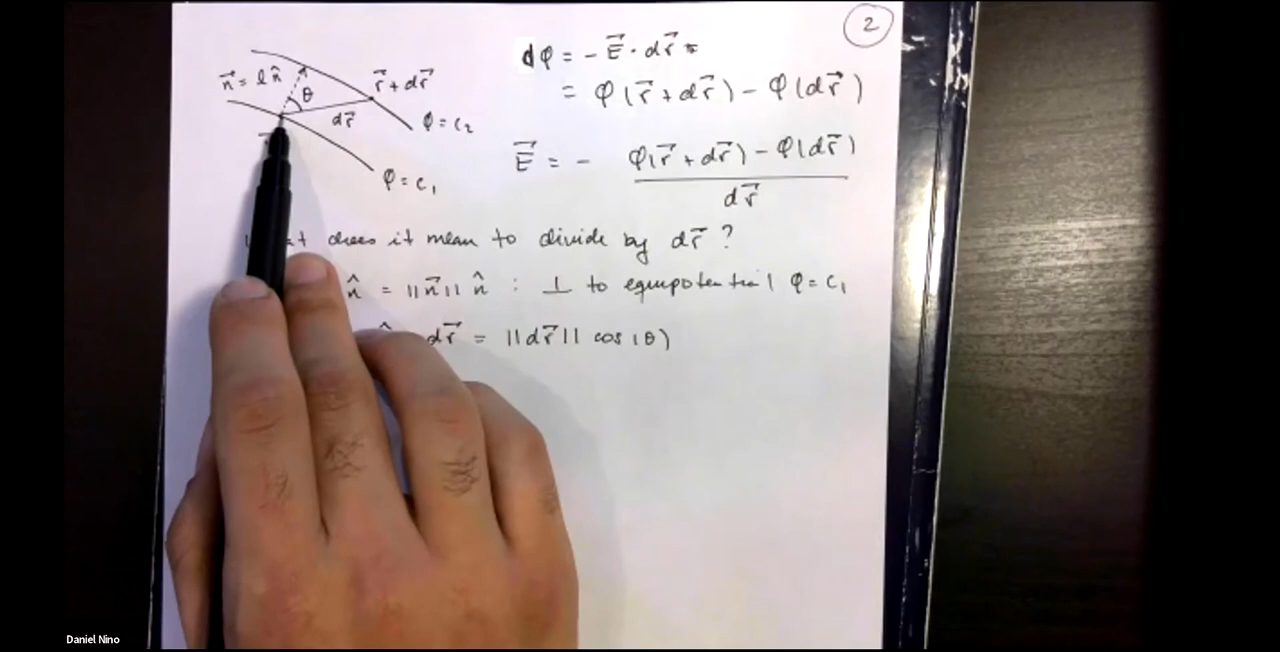 2
dφ = - E⃗ · dr⃗ =
= φ(r⃗ + dr⃗) - φ(dr⃗)
n⃗ = l n̂
θ
r⃗ + dr⃗
dr⃗
φ = c₂
φ = c₁
E⃗ = - φ(r⃗ + dr⃗) - φ(dr⃗)
dr⃗
does it mean to divide by dr⃗ ?
n̂ = ||n⃗|| n̂ : ⊥ to equipotential φ = c₁
dr⃗ = ||dr⃗|| cos(θ)
Daniel Nino